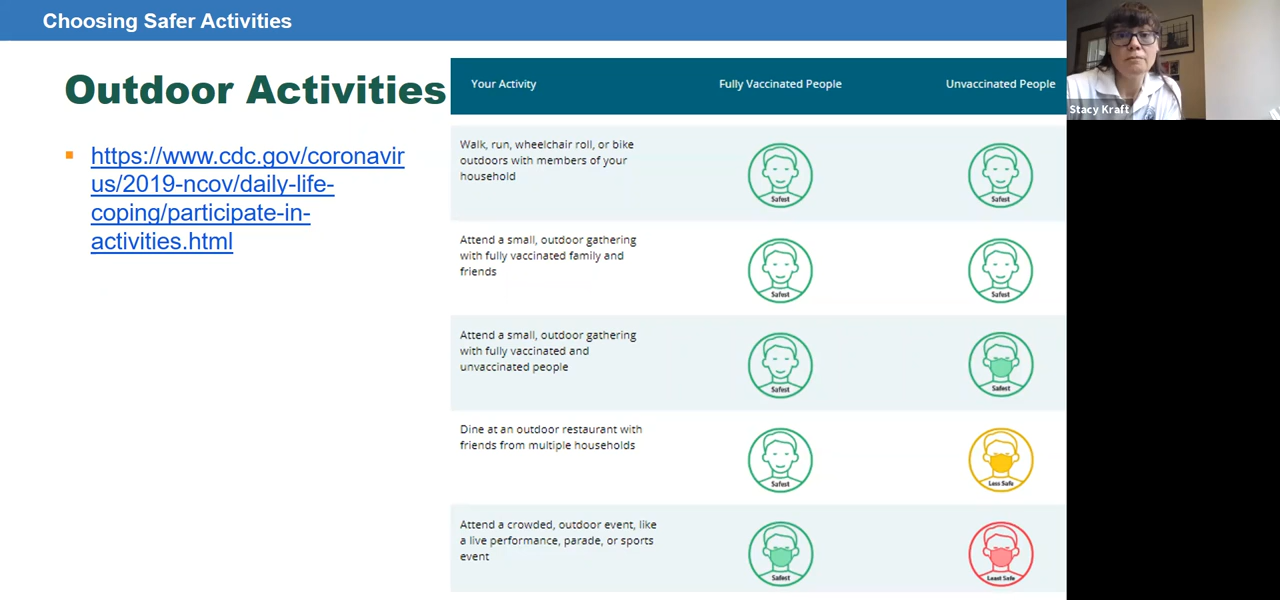 Choosing Safer Activities
Outdoor Activities
https://www.cdc.gov/coronavir
us/2019-ncov/daily-life-
coping/participate-in-
activities.html
Your Activity
Fully Vaccinated People
Unvaccinated People
Walk, run, wheelchair roll, or bike
outdoors with members of your
household
Safest
Safest
Attend a small, outdoor gathering
with fully vaccinated family and
friends
Safest
Safest
Attend a small, outdoor gathering
with fully vaccinated and
unvaccinated people
Safest
Safest
Dine at an outdoor restaurant with
friends from multiple households
Safest
Less Safe
Attend a crowded, outdoor event, like
a live performance, parade, or sports
event
Safest
Least Safe
Stacy Kraft